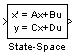 x' = Ax+Bu
y = Cx+Du
State-Space